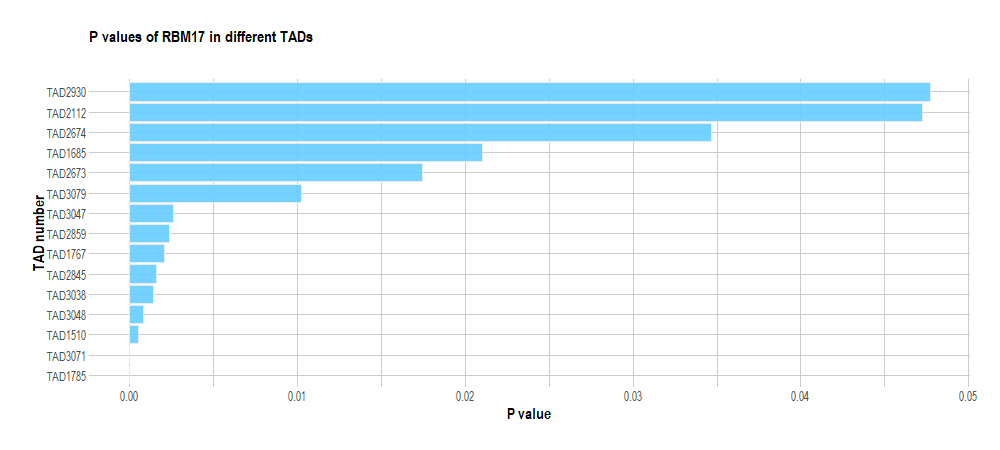 P values of RBM17 in different TADs
TAD number
TAD2930
TAD2112
TAD2674
TAD1685
TAD2673
TAD3079
TAD3047
TAD2859
TAD1767
TAD2845
TAD3038
TAD3048
TAD1510
TAD3071
TAD1785
0.00 0.01 0.02 0.03 0.04 0.05
P value